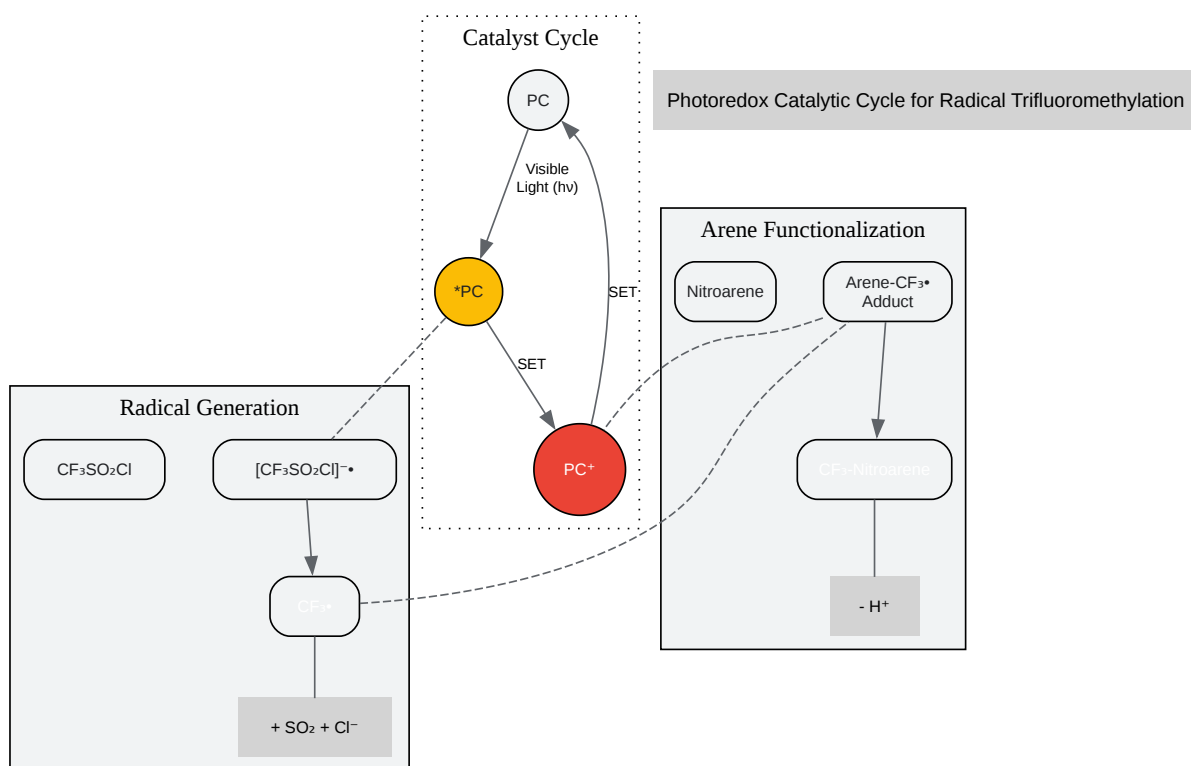 Catalyst Cycle
PC
Photoredox Catalytic Cycle for Radical Trifluoromethylation
Visible
Light (hν)
*PC
SET
SET
PC⁺
Arene Functionalization
Nitroarene
Arene-CF₃•
Adduct
CF₃-Nitroarene
- H⁺
Radical Generation
CF₃SO₂Cl
[CF₃SO₂Cl]⁻•
CF₃•
+ SO₂ + Cl⁻